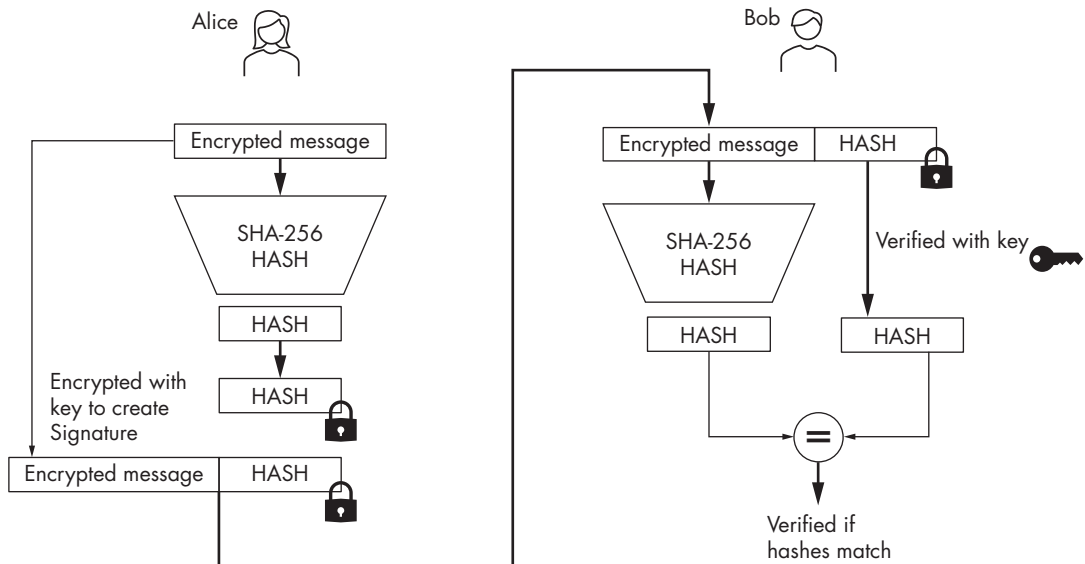 Alice
Encrypted message
SHA-256
HASH
HASH
HASH
Encrypted with
key to create
Signature
Encrypted message
HASH
Bob
Encrypted message
HASH
SHA-256
HASH
Verified with key
HASH
HASH
=
Verified if
hashes match